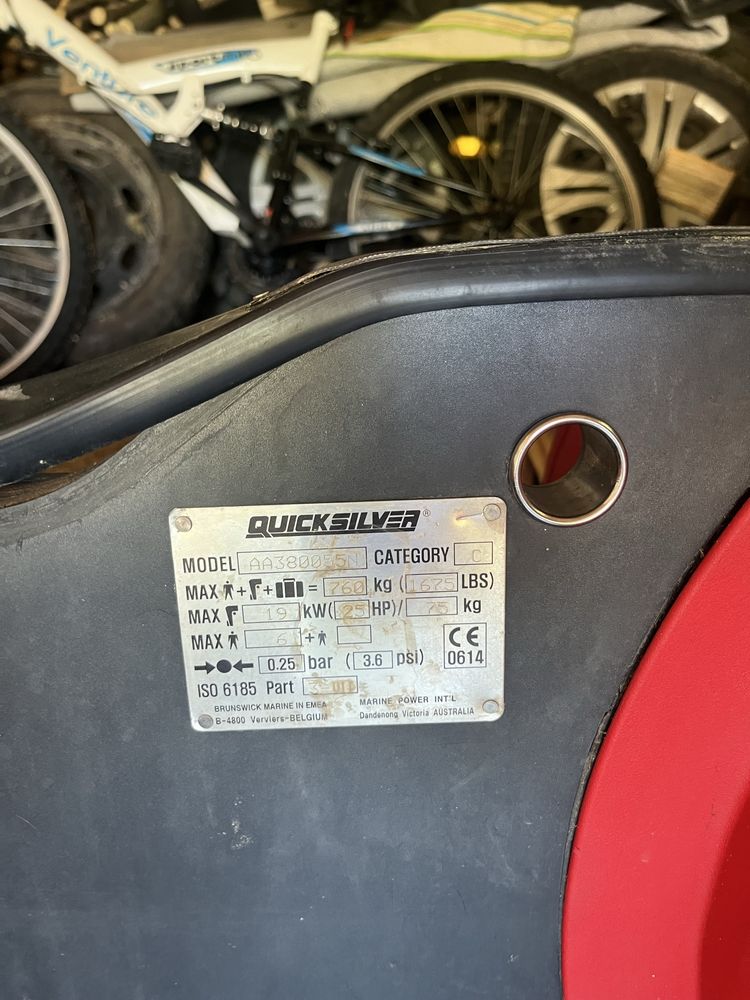 Venture
QUICKSILVER®
MODEL AA380055N CATEGORY C
MAX + + = 760 kg (1675 LBS)
MAX 19 kW( 25 HP)/ 75 kg
MAX 6 +
0.25 bar ( 3.6 psi)
CE
0614
ISO 6185 Part 3
BRUNSWICK MARINE IN EMEA
B-4800 Verviers-BELGIUM
MARINE POWER INT'L
Dandenong Victoria AUSTRALIA